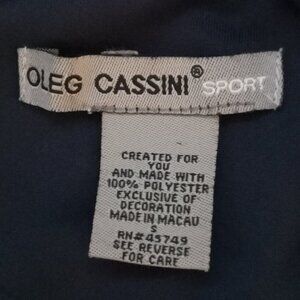 OLEG CASSINI® SPORT
CREATED FOR
YOU
AND MADE WITH
100% POLYESTER
EXCLUSIVE OF
DECORATION
MADE IN MACAU
S
RN#43749
SEE REVERSE
FOR CARE